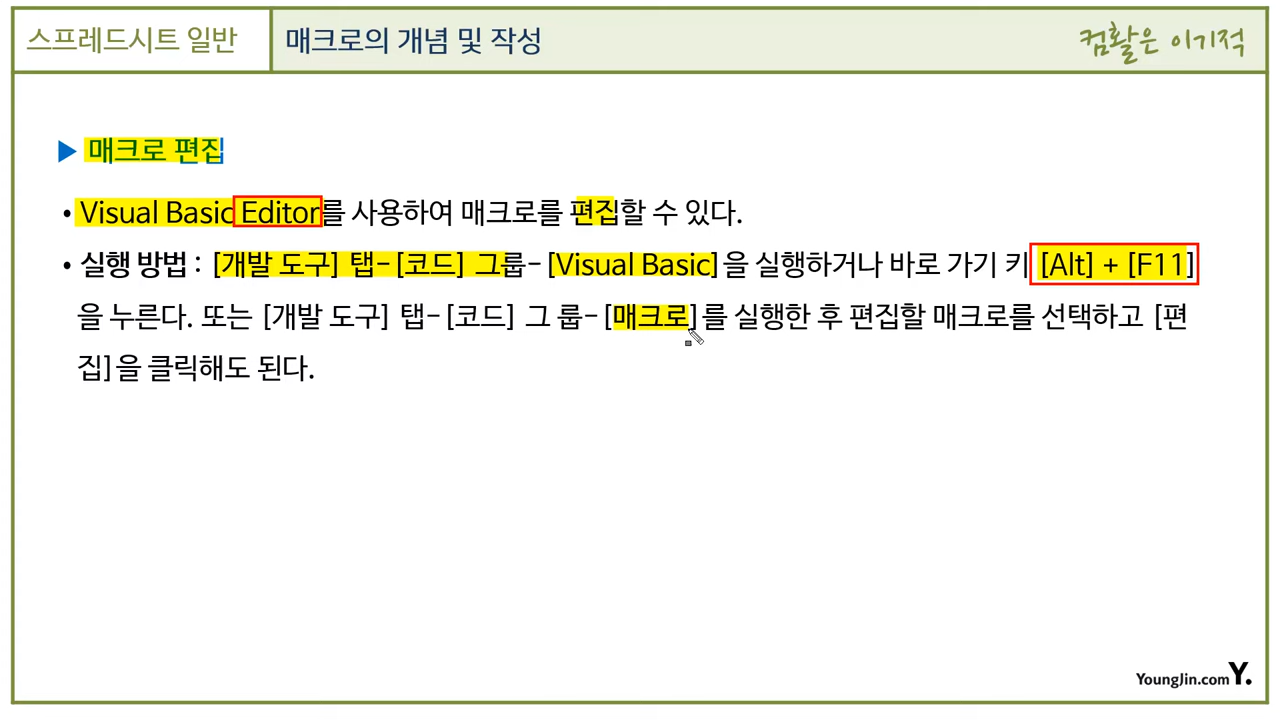 스프레드시트 일반
매크로의 개념 및 작성
컴활은 이기적
▶ 매크로 편집
• Visual Basic Editor를 사용하여 매크로를 편집할 수 있다.
• 실행 방법 : [개발 도구] 탭-[코드] 그룹-[Visual Basic]을 실행하거나 바로 가기 키 [Alt] + [F11]
을 누른다. 또는 [개발 도구] 탭-[코드] 그 룹-[매크로]를 실행한 후 편집할 매크로를 선택하고 [편
집]을 클릭해도 된다.
YoungJin.com Y.